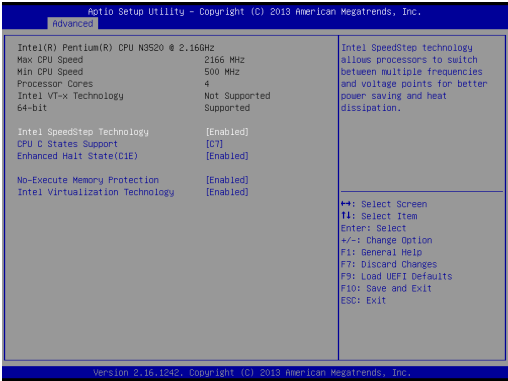 Aptio Setup Utility – Copyright (C) 2013 American Megatrends, Inc.
Advanced
Intel(R) Pentium(R) CPU N3520 @ 2.16GHz
Max CPU Speed 2166 MHz
Min CPU Speed 500 MHz
Processor Cores 4
Intel VT-x Technology Not Supported
64-bit Supported
Intel SpeedStep Technology [Enabled]
CPU C States Support [C7]
Enhanced Halt State(C1E) [Enabled]
No-Execute Memory Protection [Enabled]
Intel Virtualization Technology [Enabled]
Intel SpeedStep technology
allows processors to switch
between multiple frequencies
and voltage points for better
power saving and heat
dissipation.
↔: Select Screen
↑↓: Select Item
Enter: Select
+/-: Change Option
F1: General Help
F7: Discard Changes
F9: Load UEFI Defaults
F10: Save and Exit
ESC: Exit
Version 2.16.1242. Copyright (C) 2013 American Megatrends, Inc.